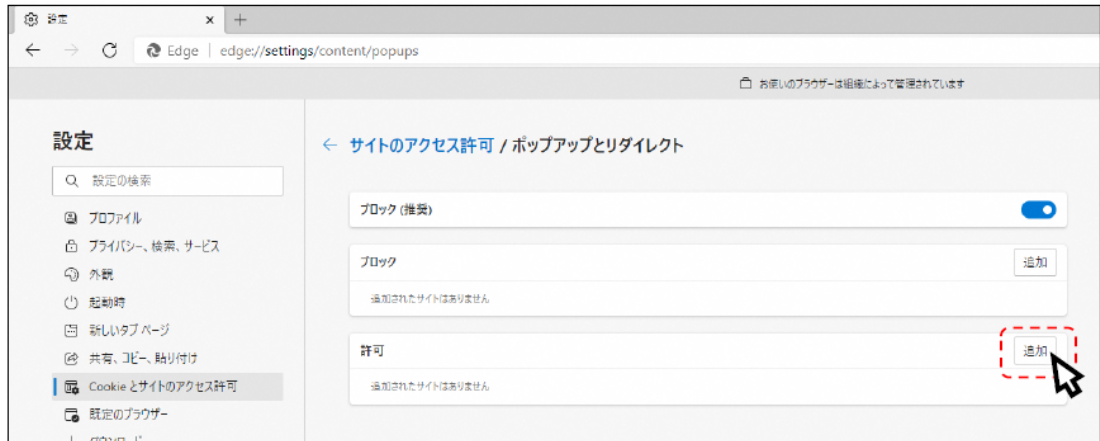 設定
Edge | edge://settings/content/popups
お使いのブラウザーは組織によって管理されています
設定
設定の検索
プロファイル
プライバシー、検索、サービス
外観
起動時
新しいタブ ページ
共有、コピー、貼り付け
Cookie とサイトのアクセス許可
既定のブラウザー
サイトのアクセス許可 / ポップアップとリダイレクト
ブロック (推奨)
ブロック
追加
追加されたサイトはありません
許可
追加
追加されたサイトはありません